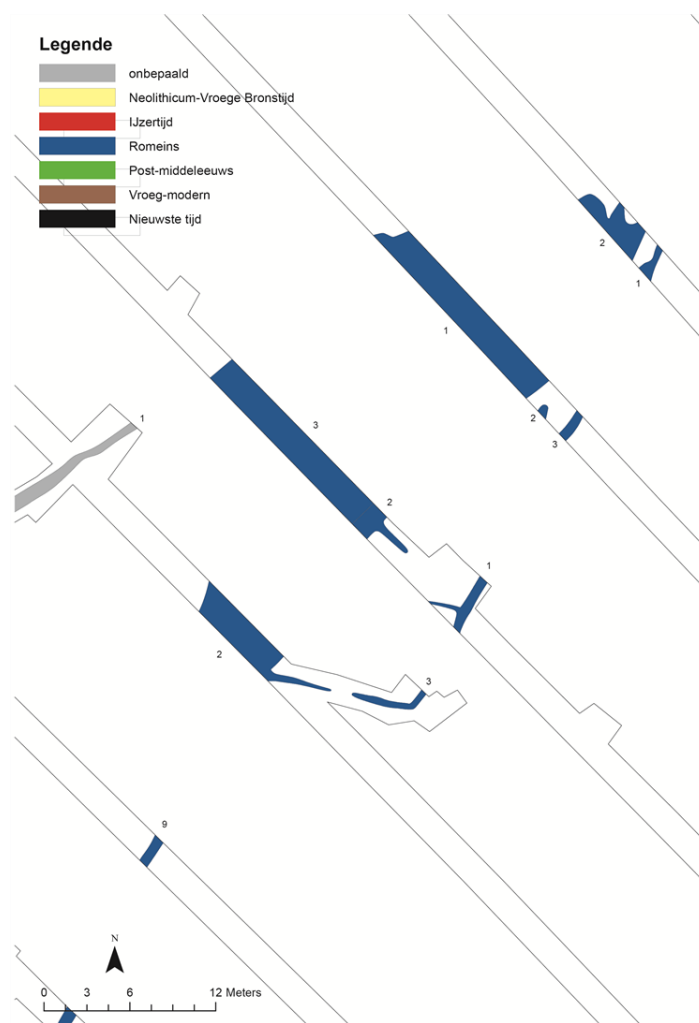 Legende
onbepaald
Neolithicum-Vroege Bronstijd
IJzertijd
Romeins
Post-middeleeuws
Vroeg-modern
Nieuwste tijd
2
1
1
2
3
3
1
2
1
2
3
9
N
0 3 6 12 Meters